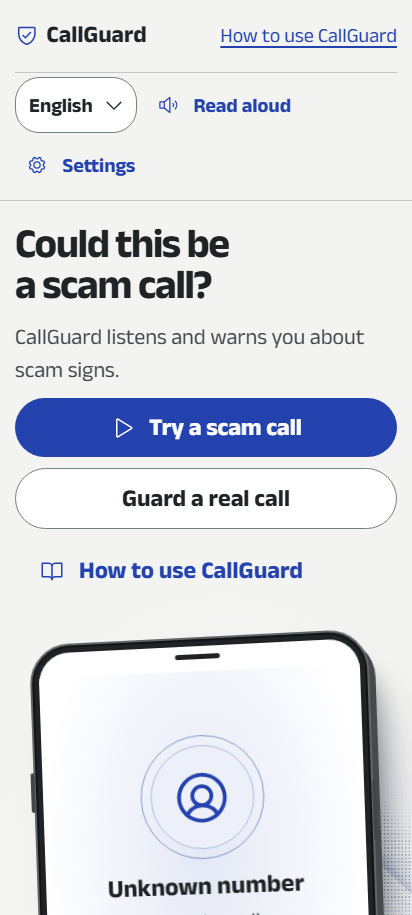 CallGuard
How to use CallGuard
English
Read aloud
Settings
Could this be
a scam call?
CallGuard listens and warns you about
scam signs.
Try a scam call
Guard a real call
How to use CallGuard
Unknown number